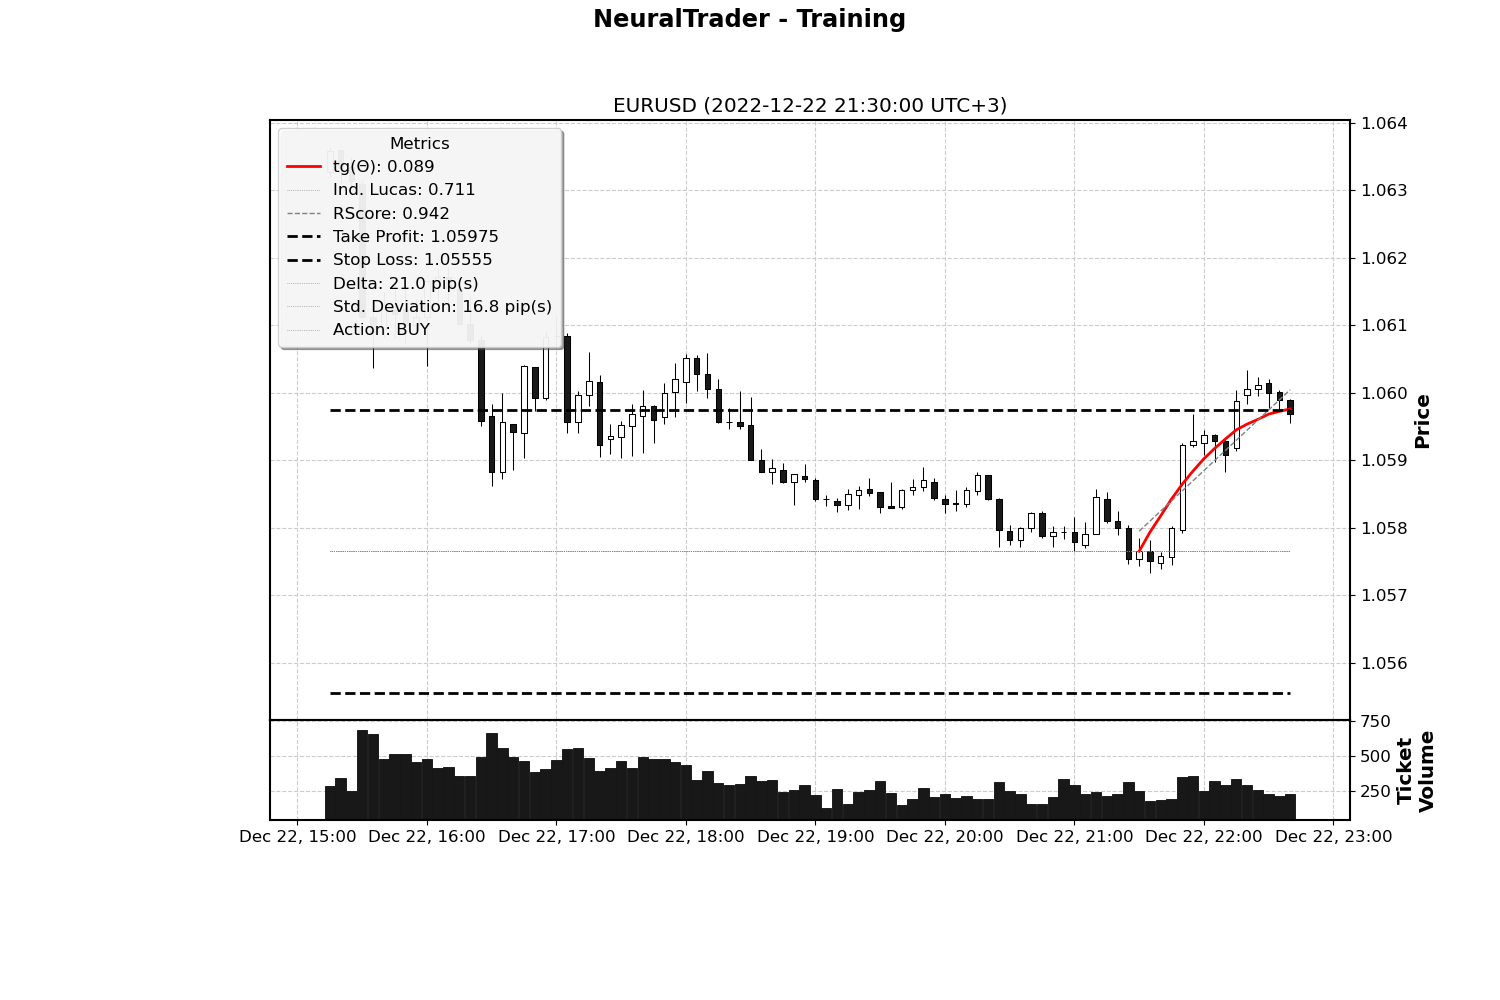 NeuralTrader - Training
EURUSD (2022-12-22 21:30:00 UTC+3)
Metrics
tg(Θ): 0.089
Ind. Lucas: 0.711
RScore: 0.942
Take Profit: 1.05975
Stop Loss: 1.05555
Delta: 21.0 pip(s)
Std. Deviation: 16.8 pip(s)
Action: BUY
1.064
1.063
1.062
1.061
1.060
1.059
1.058
1.057
1.056
Price
750
500
250
Ticket
Volume
Dec 22, 15:00 Dec 22, 16:00 Dec 22, 17:00 Dec 22, 18:00 Dec 22, 19:00 Dec 22, 20:00 Dec 22, 21:00 Dec 22, 22:00 Dec 22, 23:00